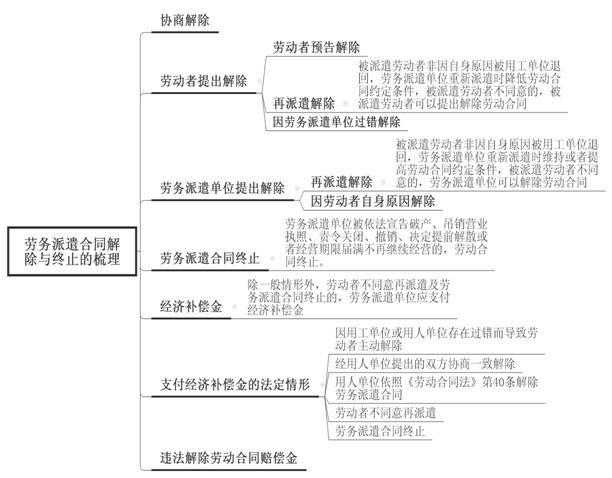 劳务派遣合同解
除与终止的梳理
协商解除
劳动者提出解除
劳动者预告解除
再派遣解除
被派遣劳动者非因自身原因被用工单位退
回，劳务派遣单位重新派遣时降低劳动合
同约定条件，被派遣劳动者不同意的，被
派遣劳动者可以提出解除劳动合同
因劳务派遣单位过错解除
劳务派遣单位提出解除
再派遣解除
被派遣劳动者非因自身原因被用工单位退
回，劳务派遣单位重新派遣时维持或者提
高劳动合同约定条件，被派遣劳动者不同
意的，劳务派遣单位可以解除劳动合同
因劳动者自身原因解除
劳务派遣合同终止
劳务派遣单位被依法宣告破产、吊销营业
执照、责令关闭、撤销、决定提前解散或
者经营期限届满不再继续经营的，劳动合
同终止。
经济补偿金
除一般情形外，劳动者不同意再派遣及劳
务派遣合同终止的，劳务派遣单位应支付
经济补偿金
支付经济补偿金的法定情形
因用工单位或用人单位存在过错而导致劳
动者主动解除
经用人单位提出的双方协商一致解除
用人单位依照《劳动合同法》第40条解除
劳务派遣合同
劳动者不同意再派遣
劳务派遣合同终止
违法解除劳动合同赔偿金